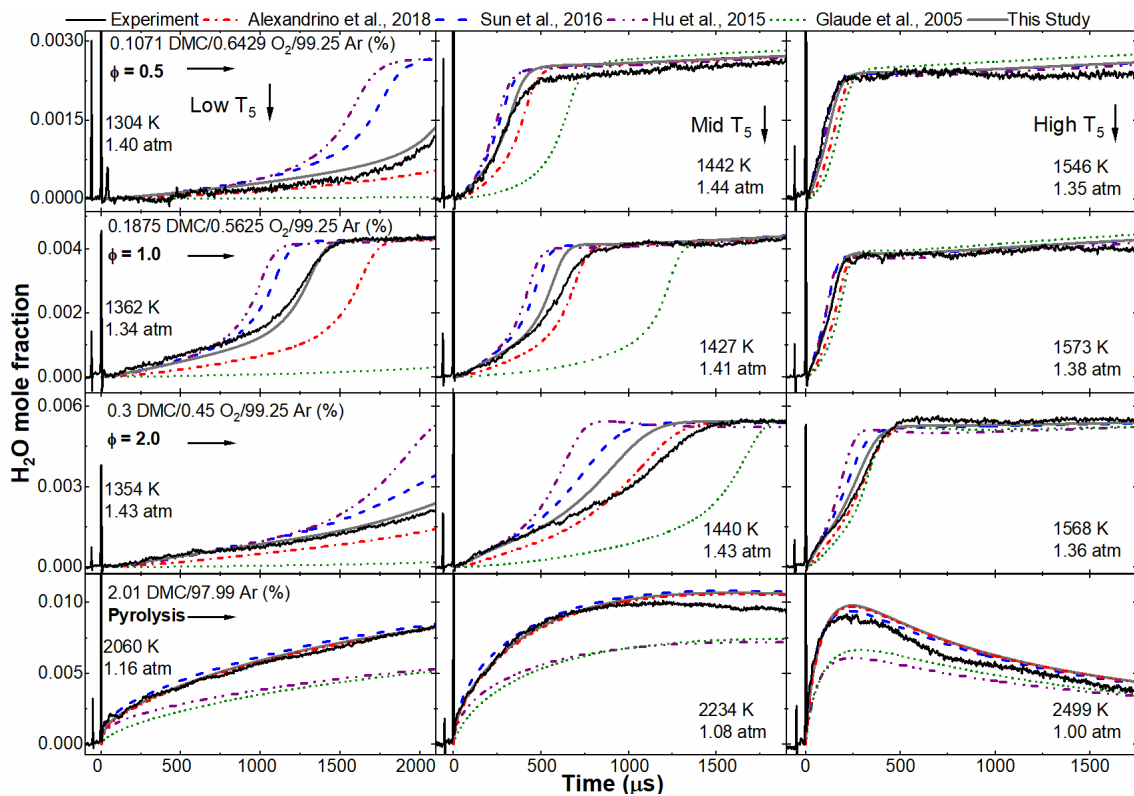 Experiment Alexandrino et al., 2018 Sun et al., 2016 Hu et al., 2015 Glaude et al., 2005 This Study
0.1071 DMC/0.6429 O₂/99.25 Ar (%)
ϕ = 0.5
Low T₅
Mid T₅
High T₅
1304 K
1.40 atm
1442 K
1.44 atm
1546 K
1.35 atm
0.0030
0.0015
0.0000
0.1875 DMC/0.5625 O₂/99.25 Ar (%)
ϕ = 1.0
1362 K
1.34 atm
1427 K
1.41 atm
1573 K
1.38 atm
0.004
0.002
0.000
0.3 DMC/0.45 O₂/99.25 Ar (%)
ϕ = 2.0
1354 K
1.43 atm
1440 K
1.43 atm
1568 K
1.36 atm
0.006
0.003
0.000
2.01 DMC/97.99 Ar (%)
Pyrolysis
2060 K
1.16 atm
2234 K
1.08 atm
2499 K
1.00 atm
0.010
0.005
0.000
H₂O mole fraction
0 500 1000 1500 2000 0 500 1000 1500 0 500 1000 1500
Time (μs)